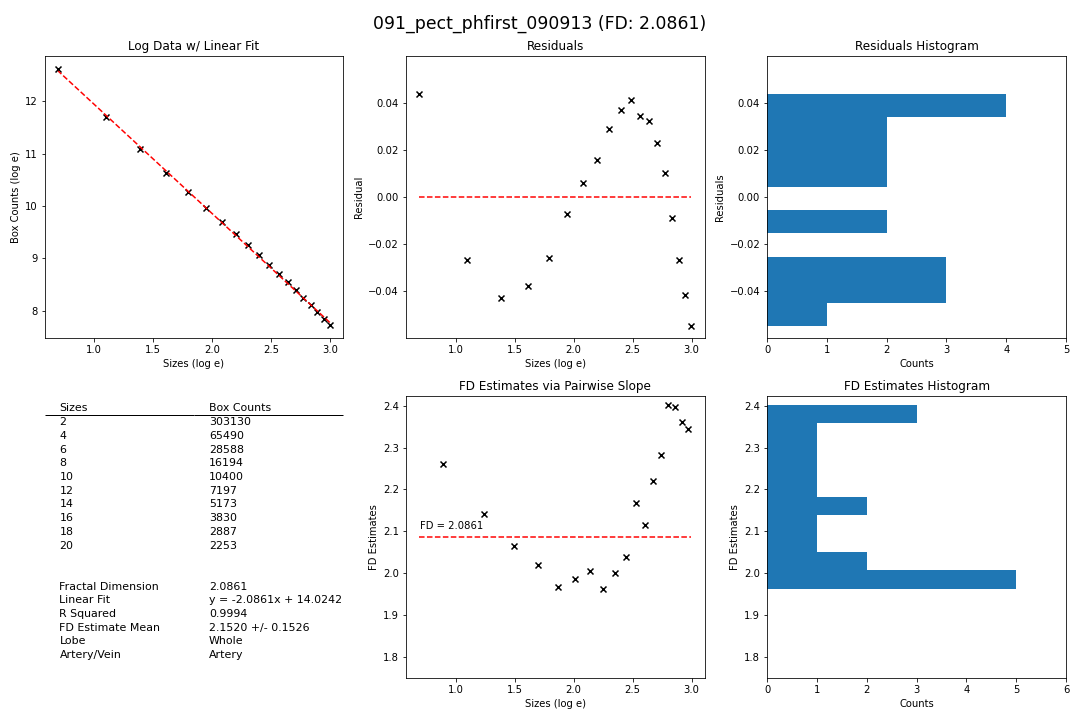 091_pect_phfirst_090913 (FD: 2.0861)
Log Data w/ Linear Fit
Box Counts (log e)
12
11
10
9
8
1.0 1.5 2.0 2.5 3.0
Sizes (log e)
Residuals
Residual
0.04
0.02
0.00
−0.02
−0.04
1.0 1.5 2.0 2.5 3.0
Sizes (log e)
Residuals Histogram
Residuals
0.04
0.02
0.00
−0.02
−0.04
0 1 2 3 4 5
Counts
Sizes Box Counts
2 303130
4 65490
6 28588
8 16194
10 10400
12 7197
14 5173
16 3830
18 2887
20 2253
Fractal Dimension 2.0861
Linear Fit y = -2.0861x + 14.0242
R Squared 0.9994
FD Estimate Mean 2.1520 +/- 0.1526
Lobe Whole
Artery/Vein Artery
FD Estimates via Pairwise Slope
FD Estimates
2.4
2.3
2.2
2.1
2.0
1.9
1.8
FD = 2.0861
1.0 1.5 2.0 2.5 3.0
Sizes (log e)
FD Estimates Histogram
FD Estimates
2.4
2.3
2.2
2.1
2.0
1.9
1.8
0 1 2 3 4 5 6
Counts